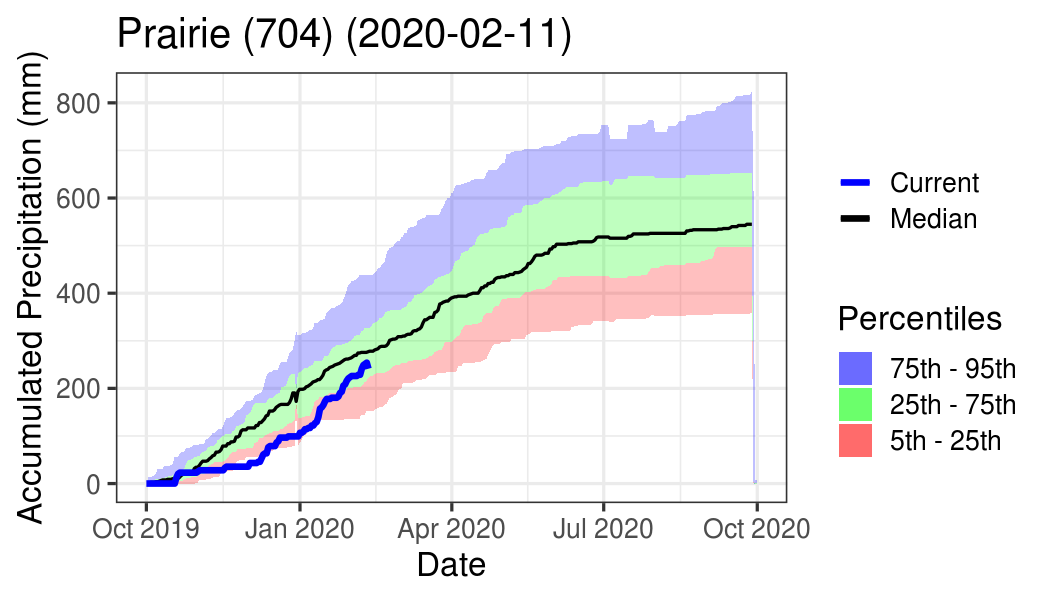 Prairie (704) (2020-02-11)
Accumulated Precipitation (mm)
800
600
400
200
0
Oct 2019
Jan 2020
Apr 2020
Jul 2020
Oct 2020
Date
Current
Median
Percentiles
75th - 95th
25th - 75th
5th - 25th